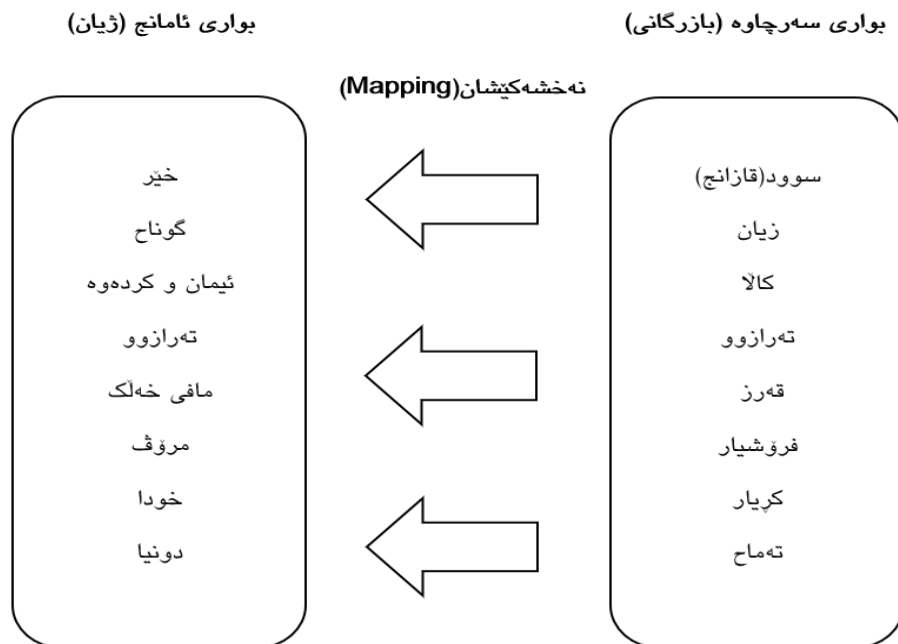 بواری سەرچاوە (بازرگانی)
بواری ئامانج (ژیان)
نەخشەکێشان(Mapping)
سوود(قازانج)
زیان
کاڵا
تەرازوو
قەرز
فرۆشیار
کڕیار
تەماح
خێر
گوناح
ئیمان و کردەوە
تەرازوو
مافی خەڵک
مرۆڤ
خودا
دونیا